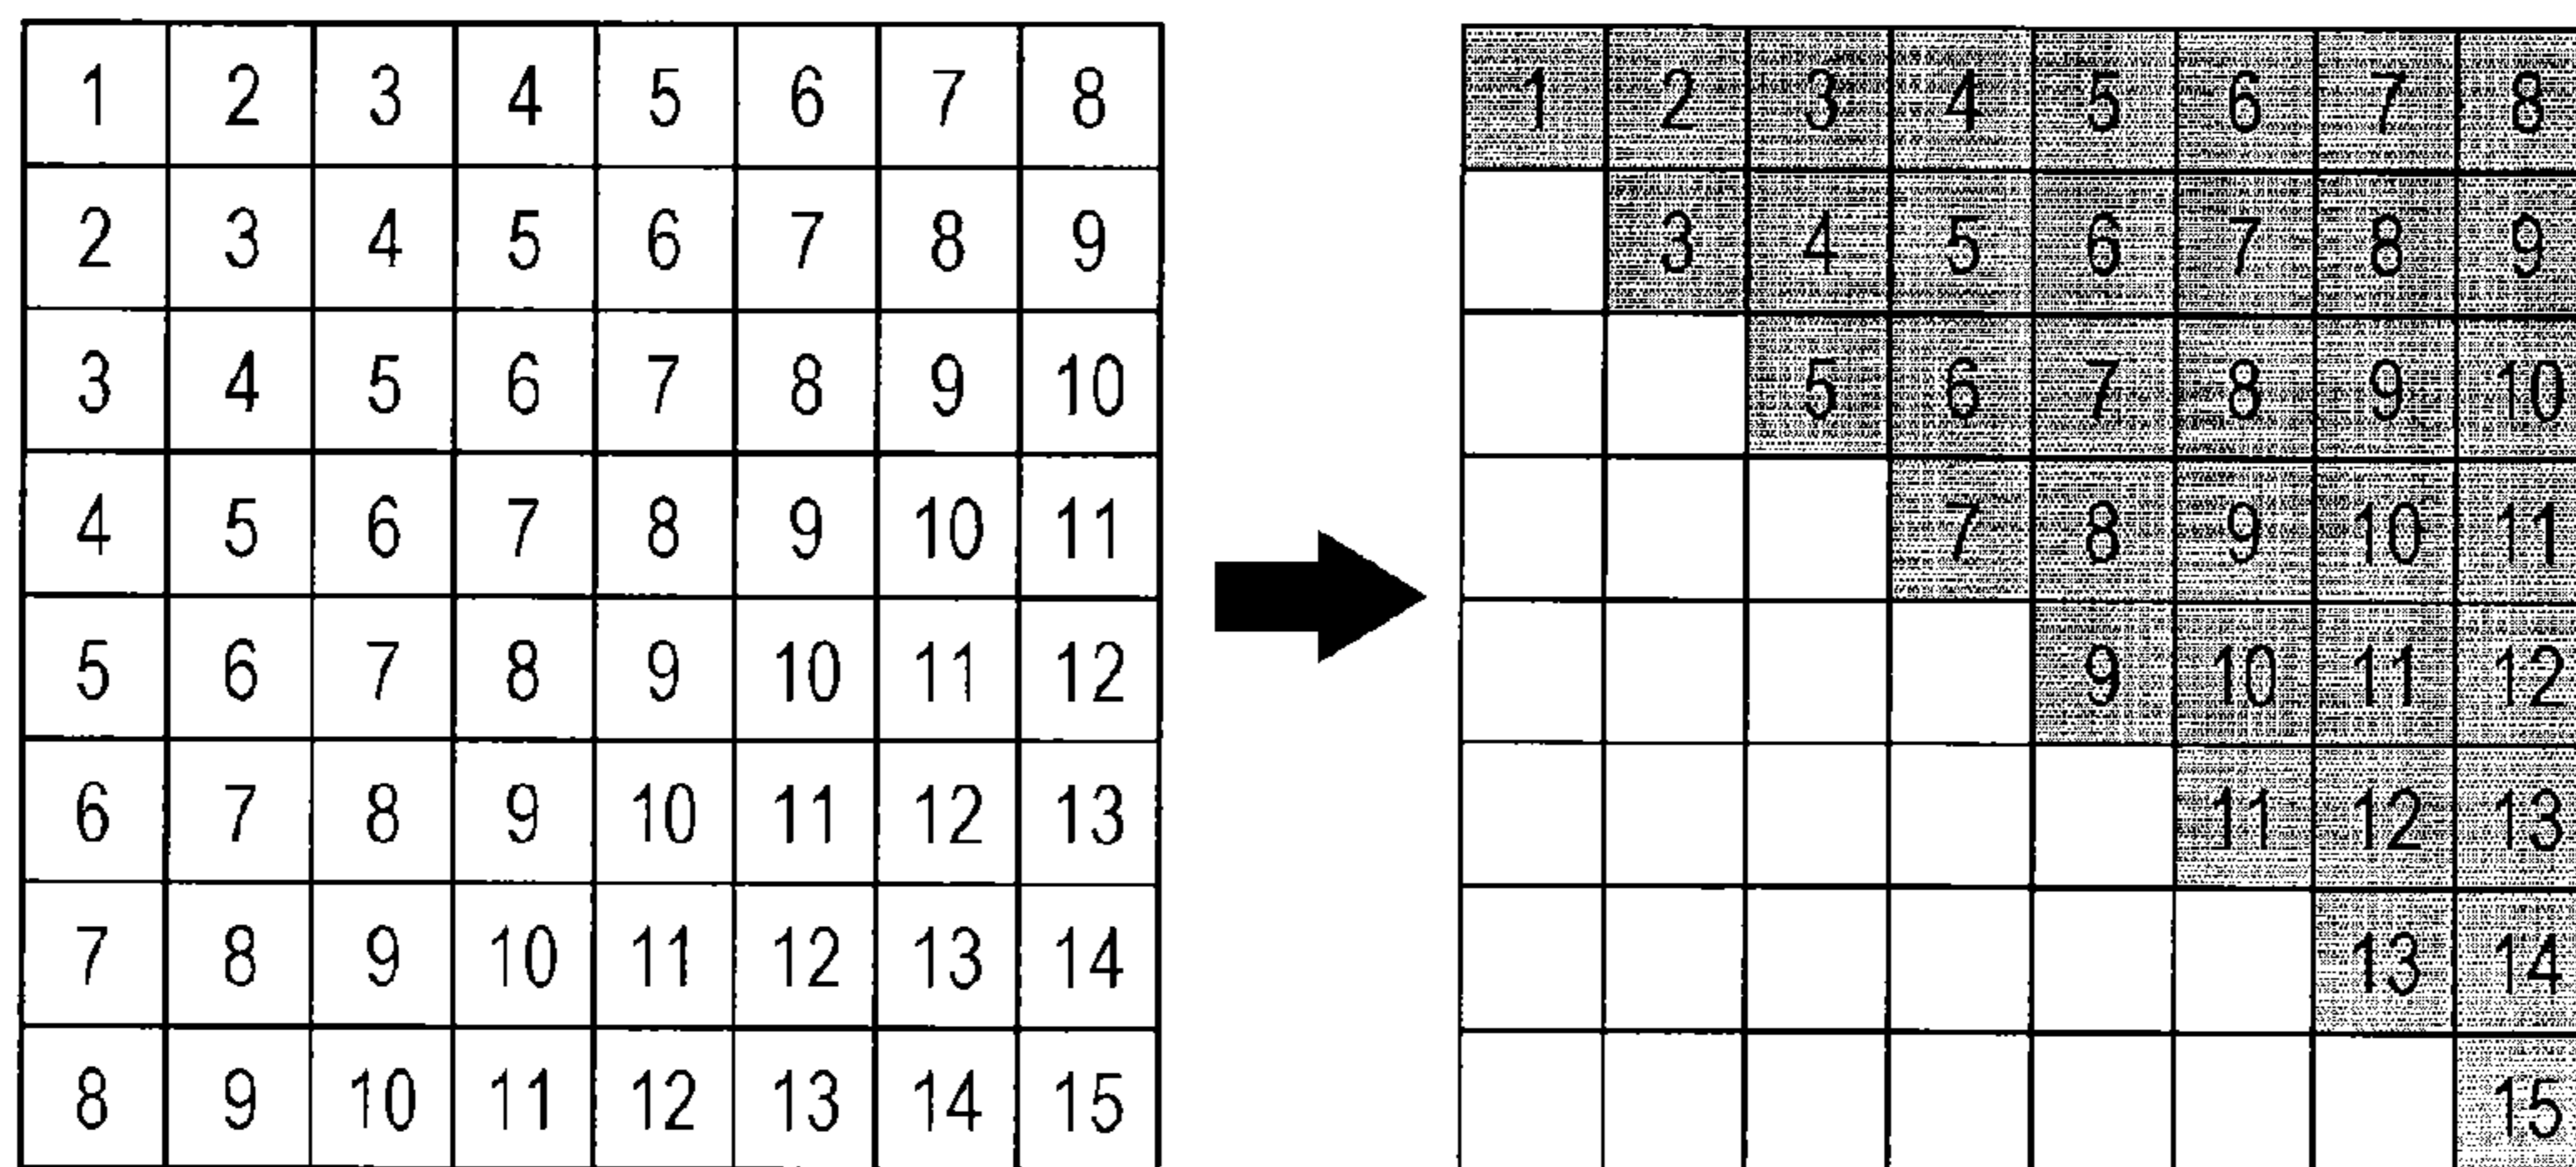 1 2 3 4 5 6 7 8
2 3 4 5 6 7 8 9
3 4 5 6 7 8 9 10
4 5 6 7 8 9 10 11
5 6 7 8 9 10 11 12
6 7 8 9 10 11 12 13
7 8 9 10 11 12 13 14
8 9 10 11 12 13 14 15
1 2 3 4 5 6 7 8
3 4 5 6 7 8 9
5 6 7 8 9 10
7 8 9 10 11
9 10 11 12
11 12 13
13 14
15